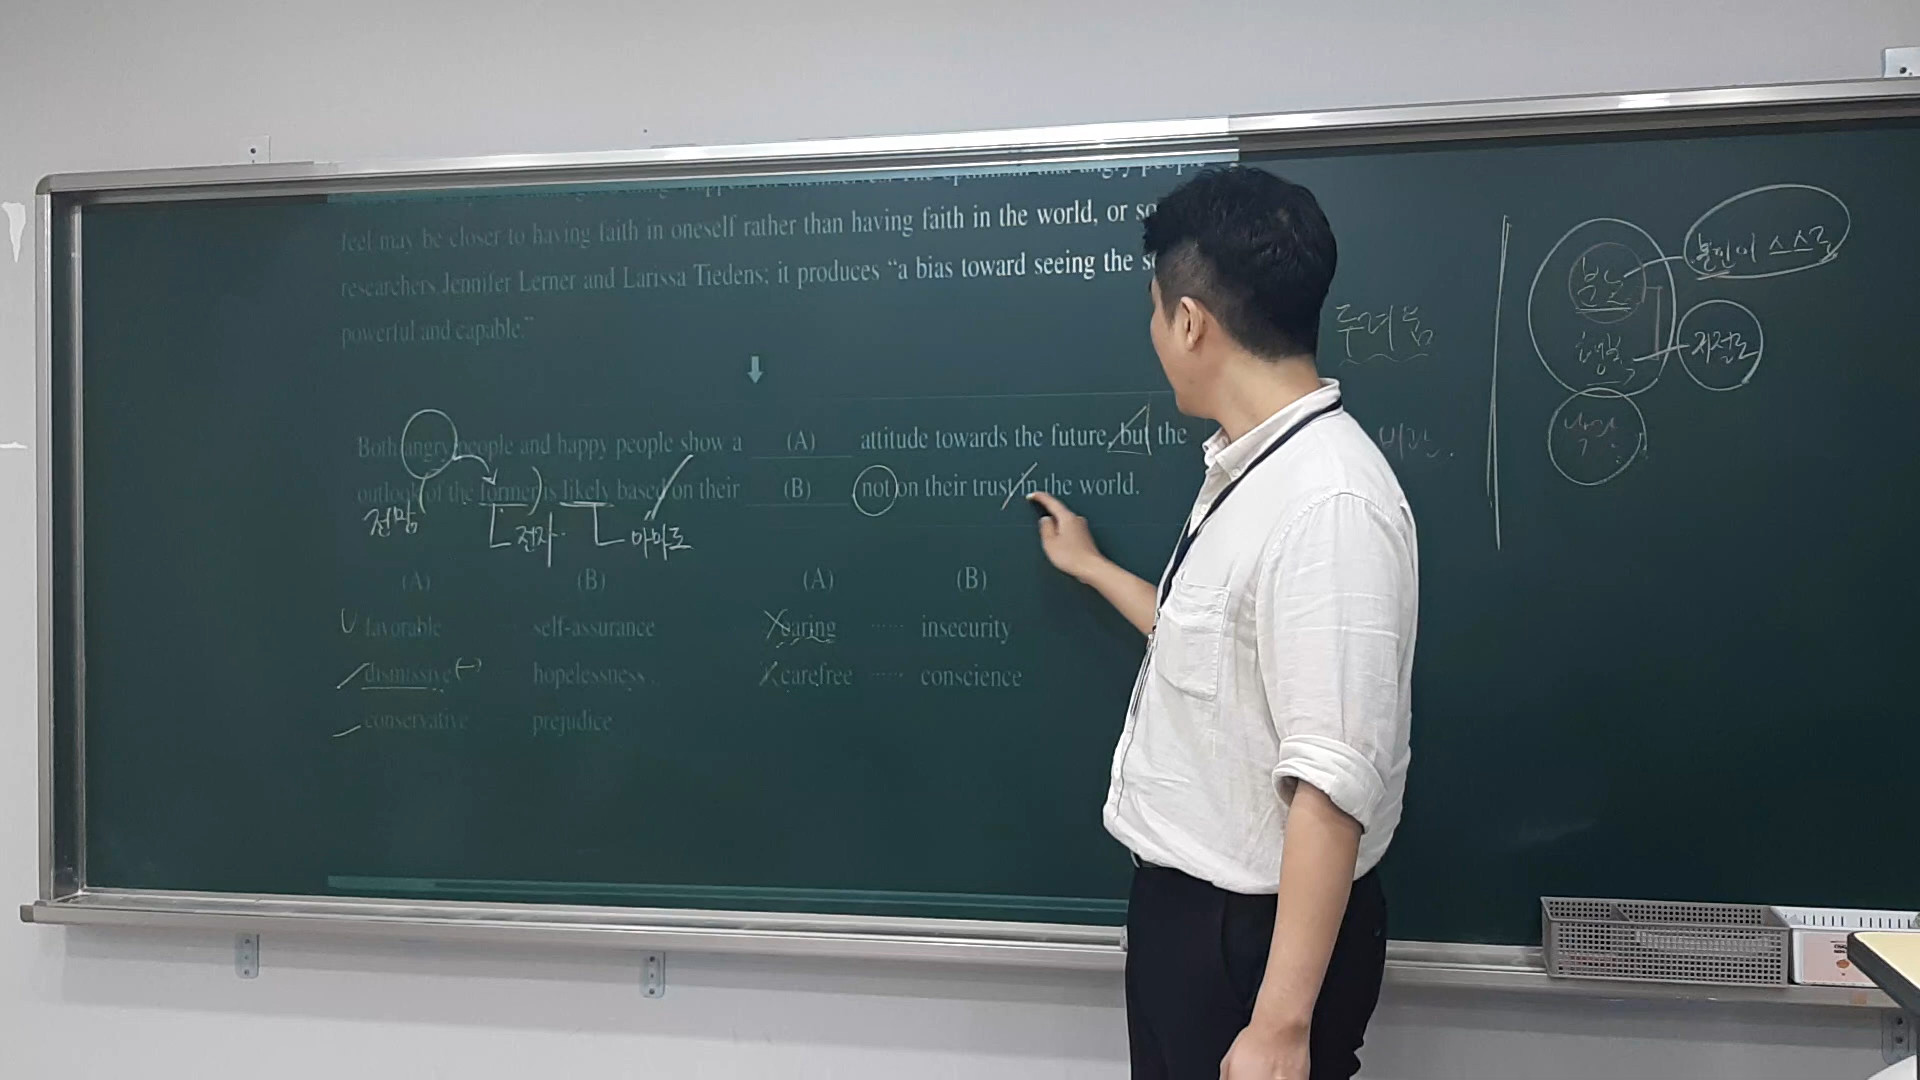 angry people
feel may be closer to having faith in oneself rather than having faith in the world, or so
researchers Jennifer Lerner and Larissa Tiedens; it produces “a bias toward seeing the
powerful and capable.”
Both angry people and happy people show a (A) attitude towards the future, but the
outlook of the former is likely based on their (B) not on their trust in the world.
전망
전자
아마도
(A) (B) (A) (B)
favorable self-assurance caring ····· insecurity
dismissive (-) hopelessness carefree ····· conscience
conservative prejudice
두려움
비관
분노
본인이 스스로
행복
저절로
낙관